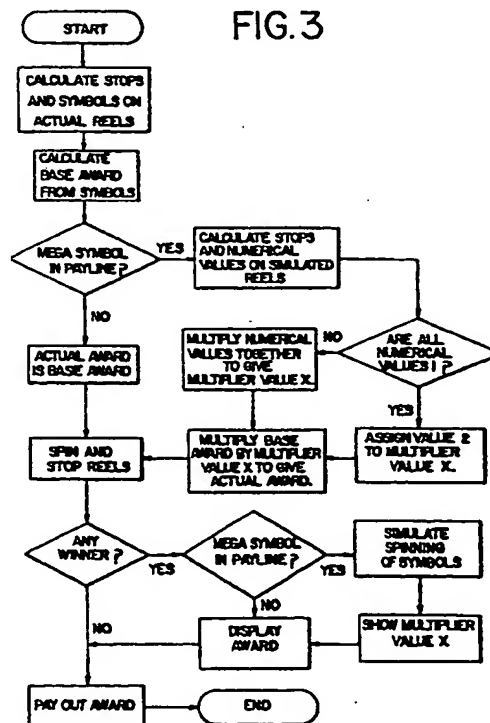 FIG.3
START
CALCULATE STOPS
AND SYMBOLS ON
ACTUAL REELS
CALCULATE
BASE AWARD
FROM SYMBOLS
MEGA SYMBOL
IN PAYLINE?
YES
CALCULATE STOPS
AND NUMERICAL
VALUES ON SIMULATED
REELS
NO
ARE ALL
NUMERICAL
VALUES 1?
NO
MULTIPLY NUMERICAL
VALUES TOGETHER
TO GIVE
MULTIPLIER VALUE X.
YES
ACTUAL AWARD
IS BASE AWARD
ASSIGN VALUE 2
TO MULTIPLIER
VALUE X.
MULTIPLY BASE
AWARD BY MULTIPLIER
VALUE X TO GIVE
ACTUAL AWARD.
SPIN AND
STOP REELS
ANY
WINNER?
YES
MEGA SYMBOL
IN PAYLINE?
YES
SIMULATE
SPINNING
OF SYMBOLS
NO
NO
DISPLAY
AWARD
SHOW MULTIPLIER
VALUE X
PAY OUT AWARD
END